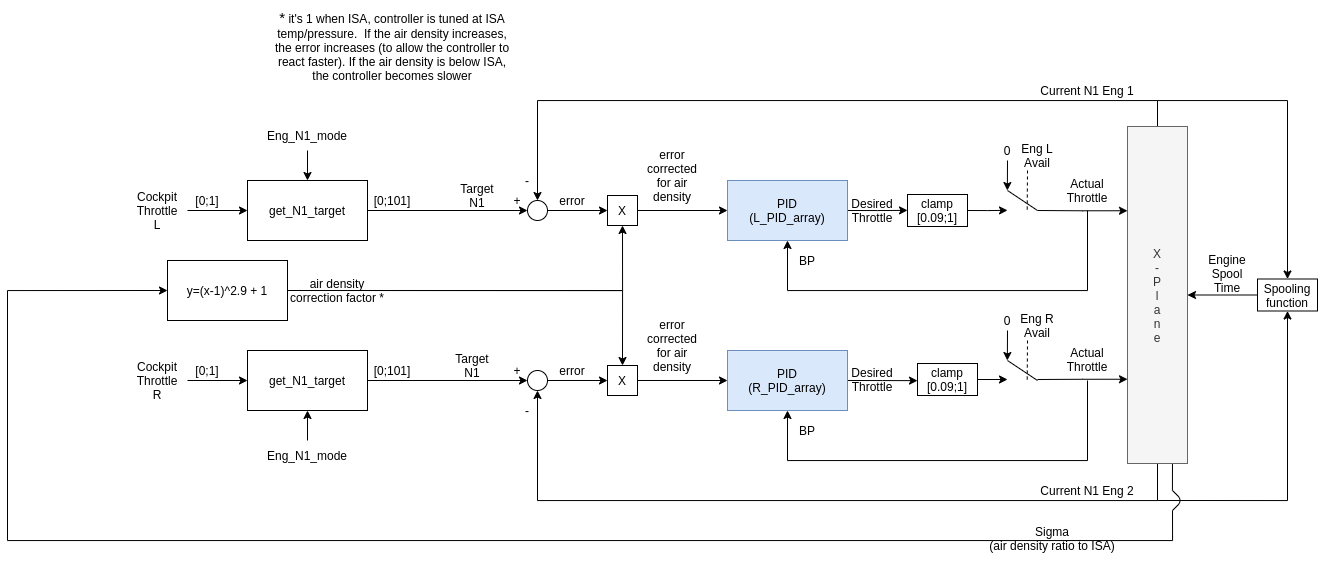 * it's 1 when ISA, controller is tuned at ISA
temp/pressure.  If the air density increases,
the error increases (to allow the controller to
react faster). If the air density is below ISA,
the controller becomes slower
Current N1 Eng 1
Eng_N1_mode
Cockpit
Throttle
L
[0;1]
get_N1_target
[0;101]
Target
N1
-
+
error
X
error
corrected
for air
density
PID
(L_PID_array)
Desired
Throttle
clamp
[0.09;1]
0
Eng L
Avail
Actual
Throttle
BP
X
-
P
l
a
n
e
Engine
Spool
Time
Spooling
function
y=(x-1)^2.9 + 1
air density
correction factor *
Cockpit
Throttle
R
[0;1]
get_N1_target
[0;101]
Target
N1
+
-
error
X
error
corrected
for air
density
PID
(R_PID_array)
Desired
Throttle
clamp
[0.09;1]
0
Eng R
Avail
Actual
Throttle
BP
Eng_N1_mode
Current N1 Eng 2
Sigma
(air density ratio to ISA)